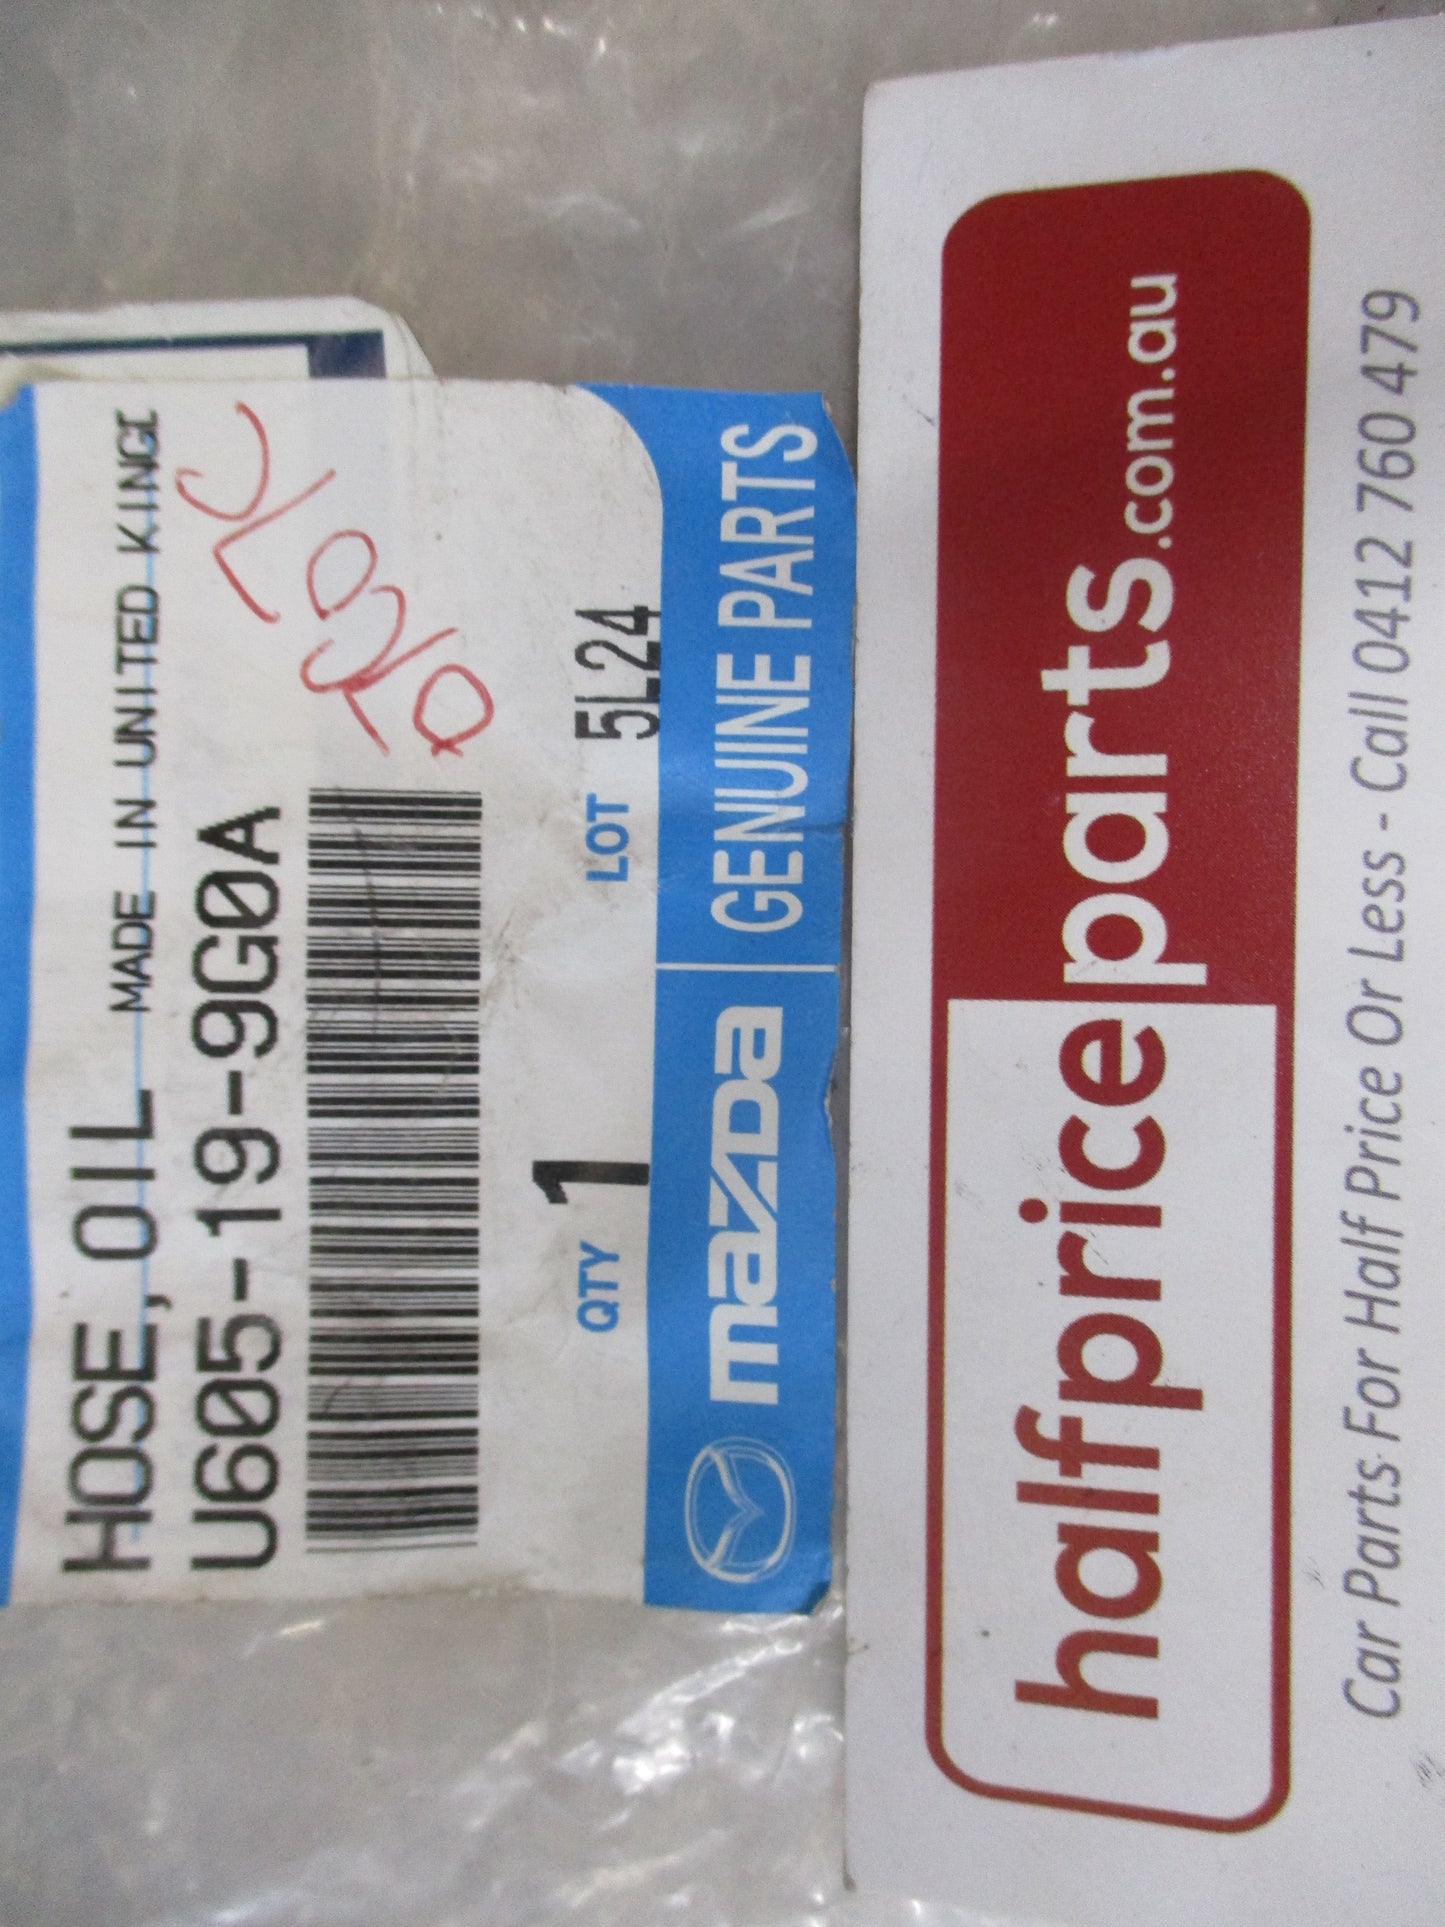 HOSE, OIL MADE IN UNITED KINGD
U605-19-9G0A
QTY 1 LOT 5L24
mazda GENUINE PARTS
halfpriceparts.com.au
Car Parts For Half Price Or Less - Call 0412 760 479